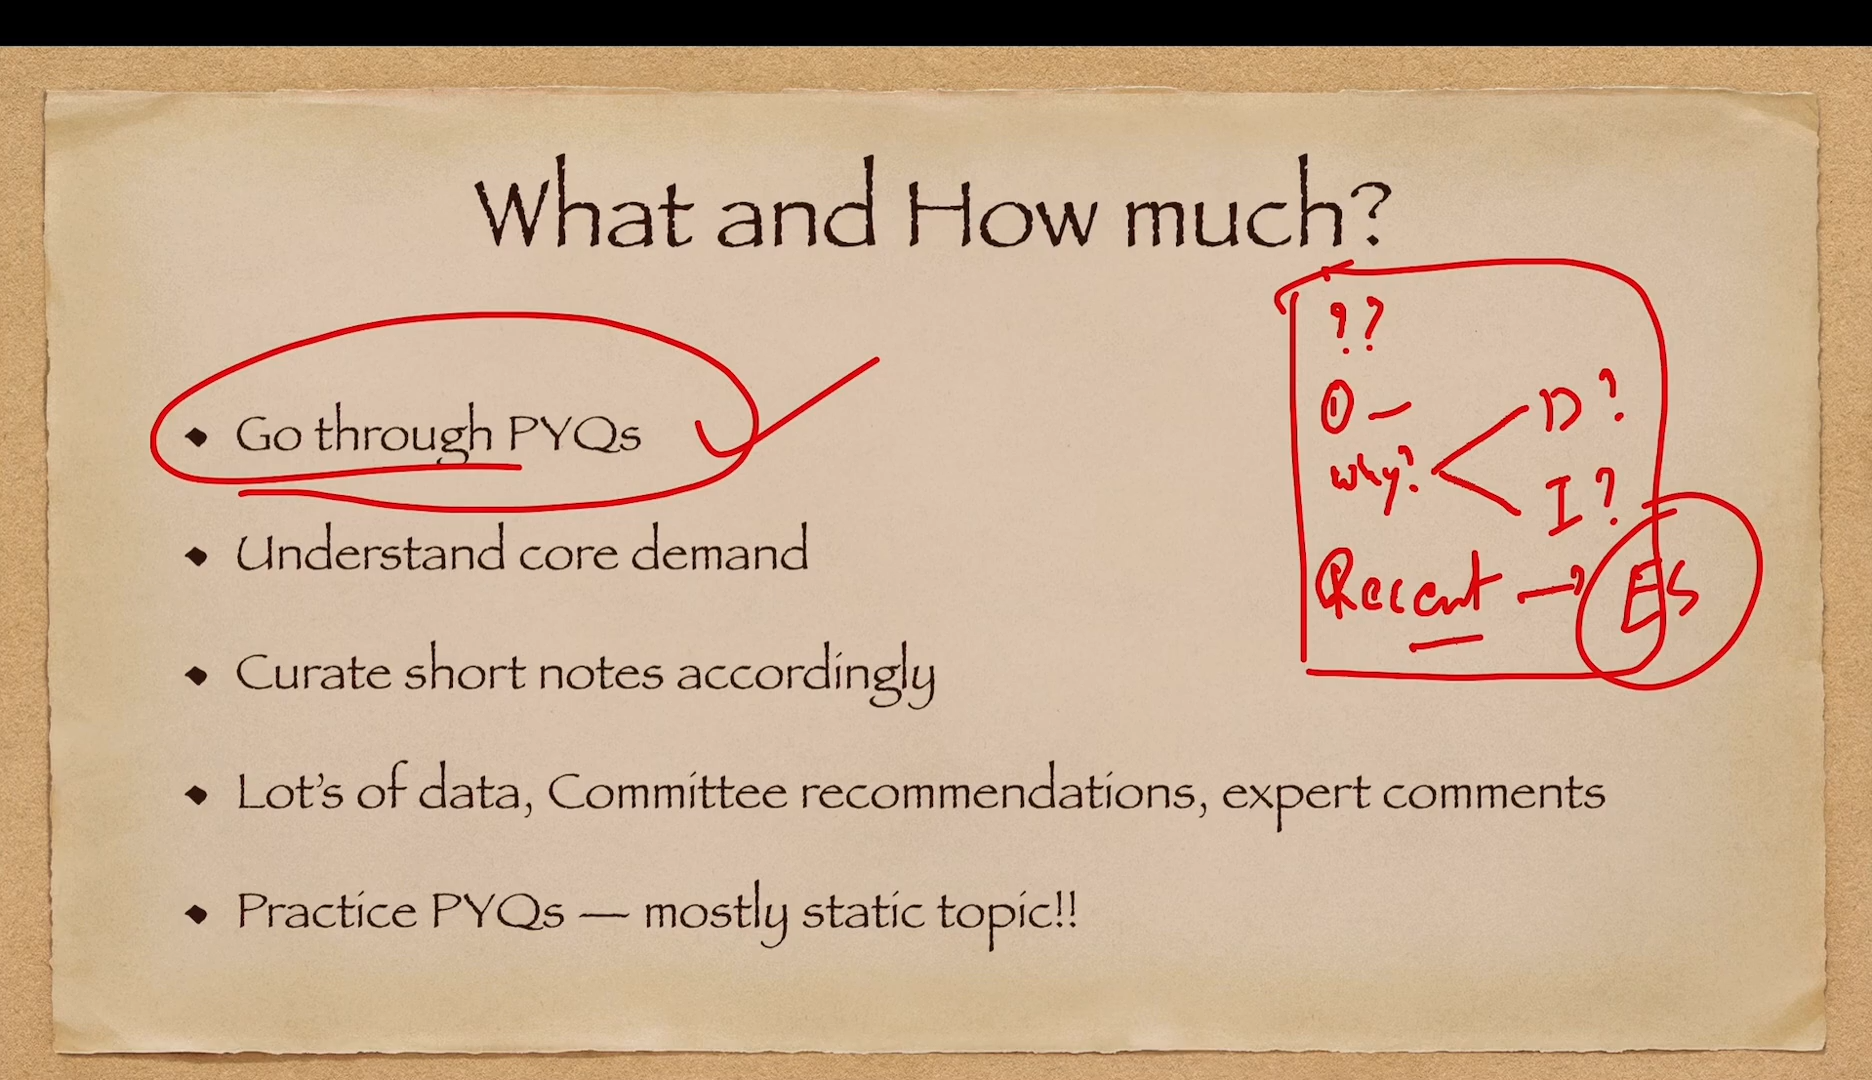 What and How much?
• Go through PYQs
• Understand core demand
• Curate short notes accordingly
• Lot's of data, Committee recommendations, expert comments
• Practice PYQs — mostly static topic!!
??
① —
why?
D?
I?
Recent → ES